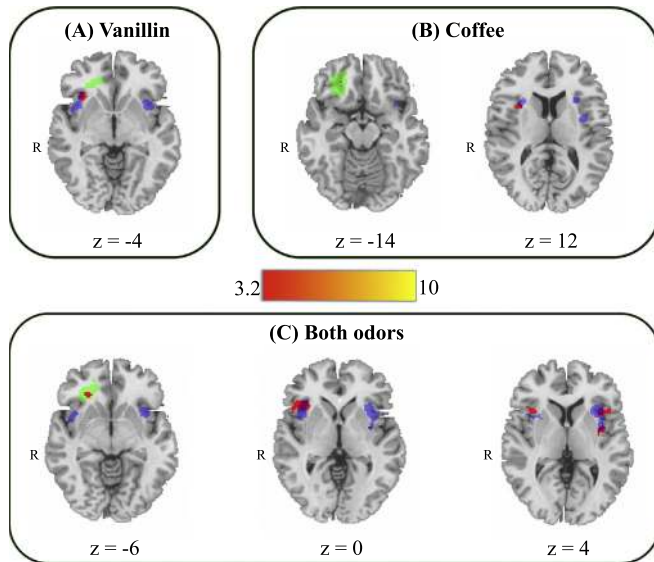 (A) Vanillin
(B) Coffee
R
R
z = -4
z = -14
z = 12
3.2
10
(C) Both odors
R
R
R
z = -6
z = 0
z = 4